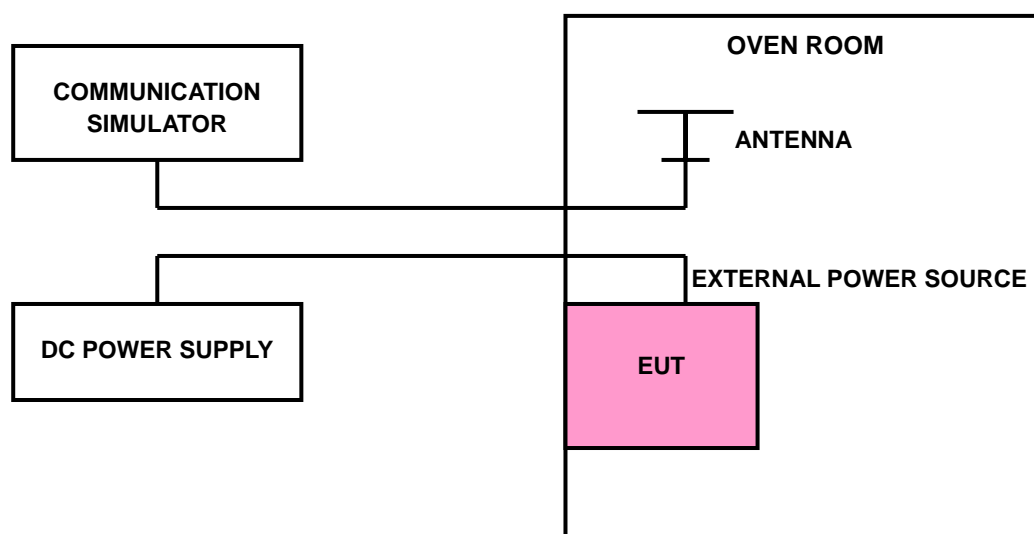 OVEN ROOM
COMMUNICATION
SIMULATOR
ANTENNA
EXTERNAL POWER SOURCE
DC POWER SUPPLY
EUT